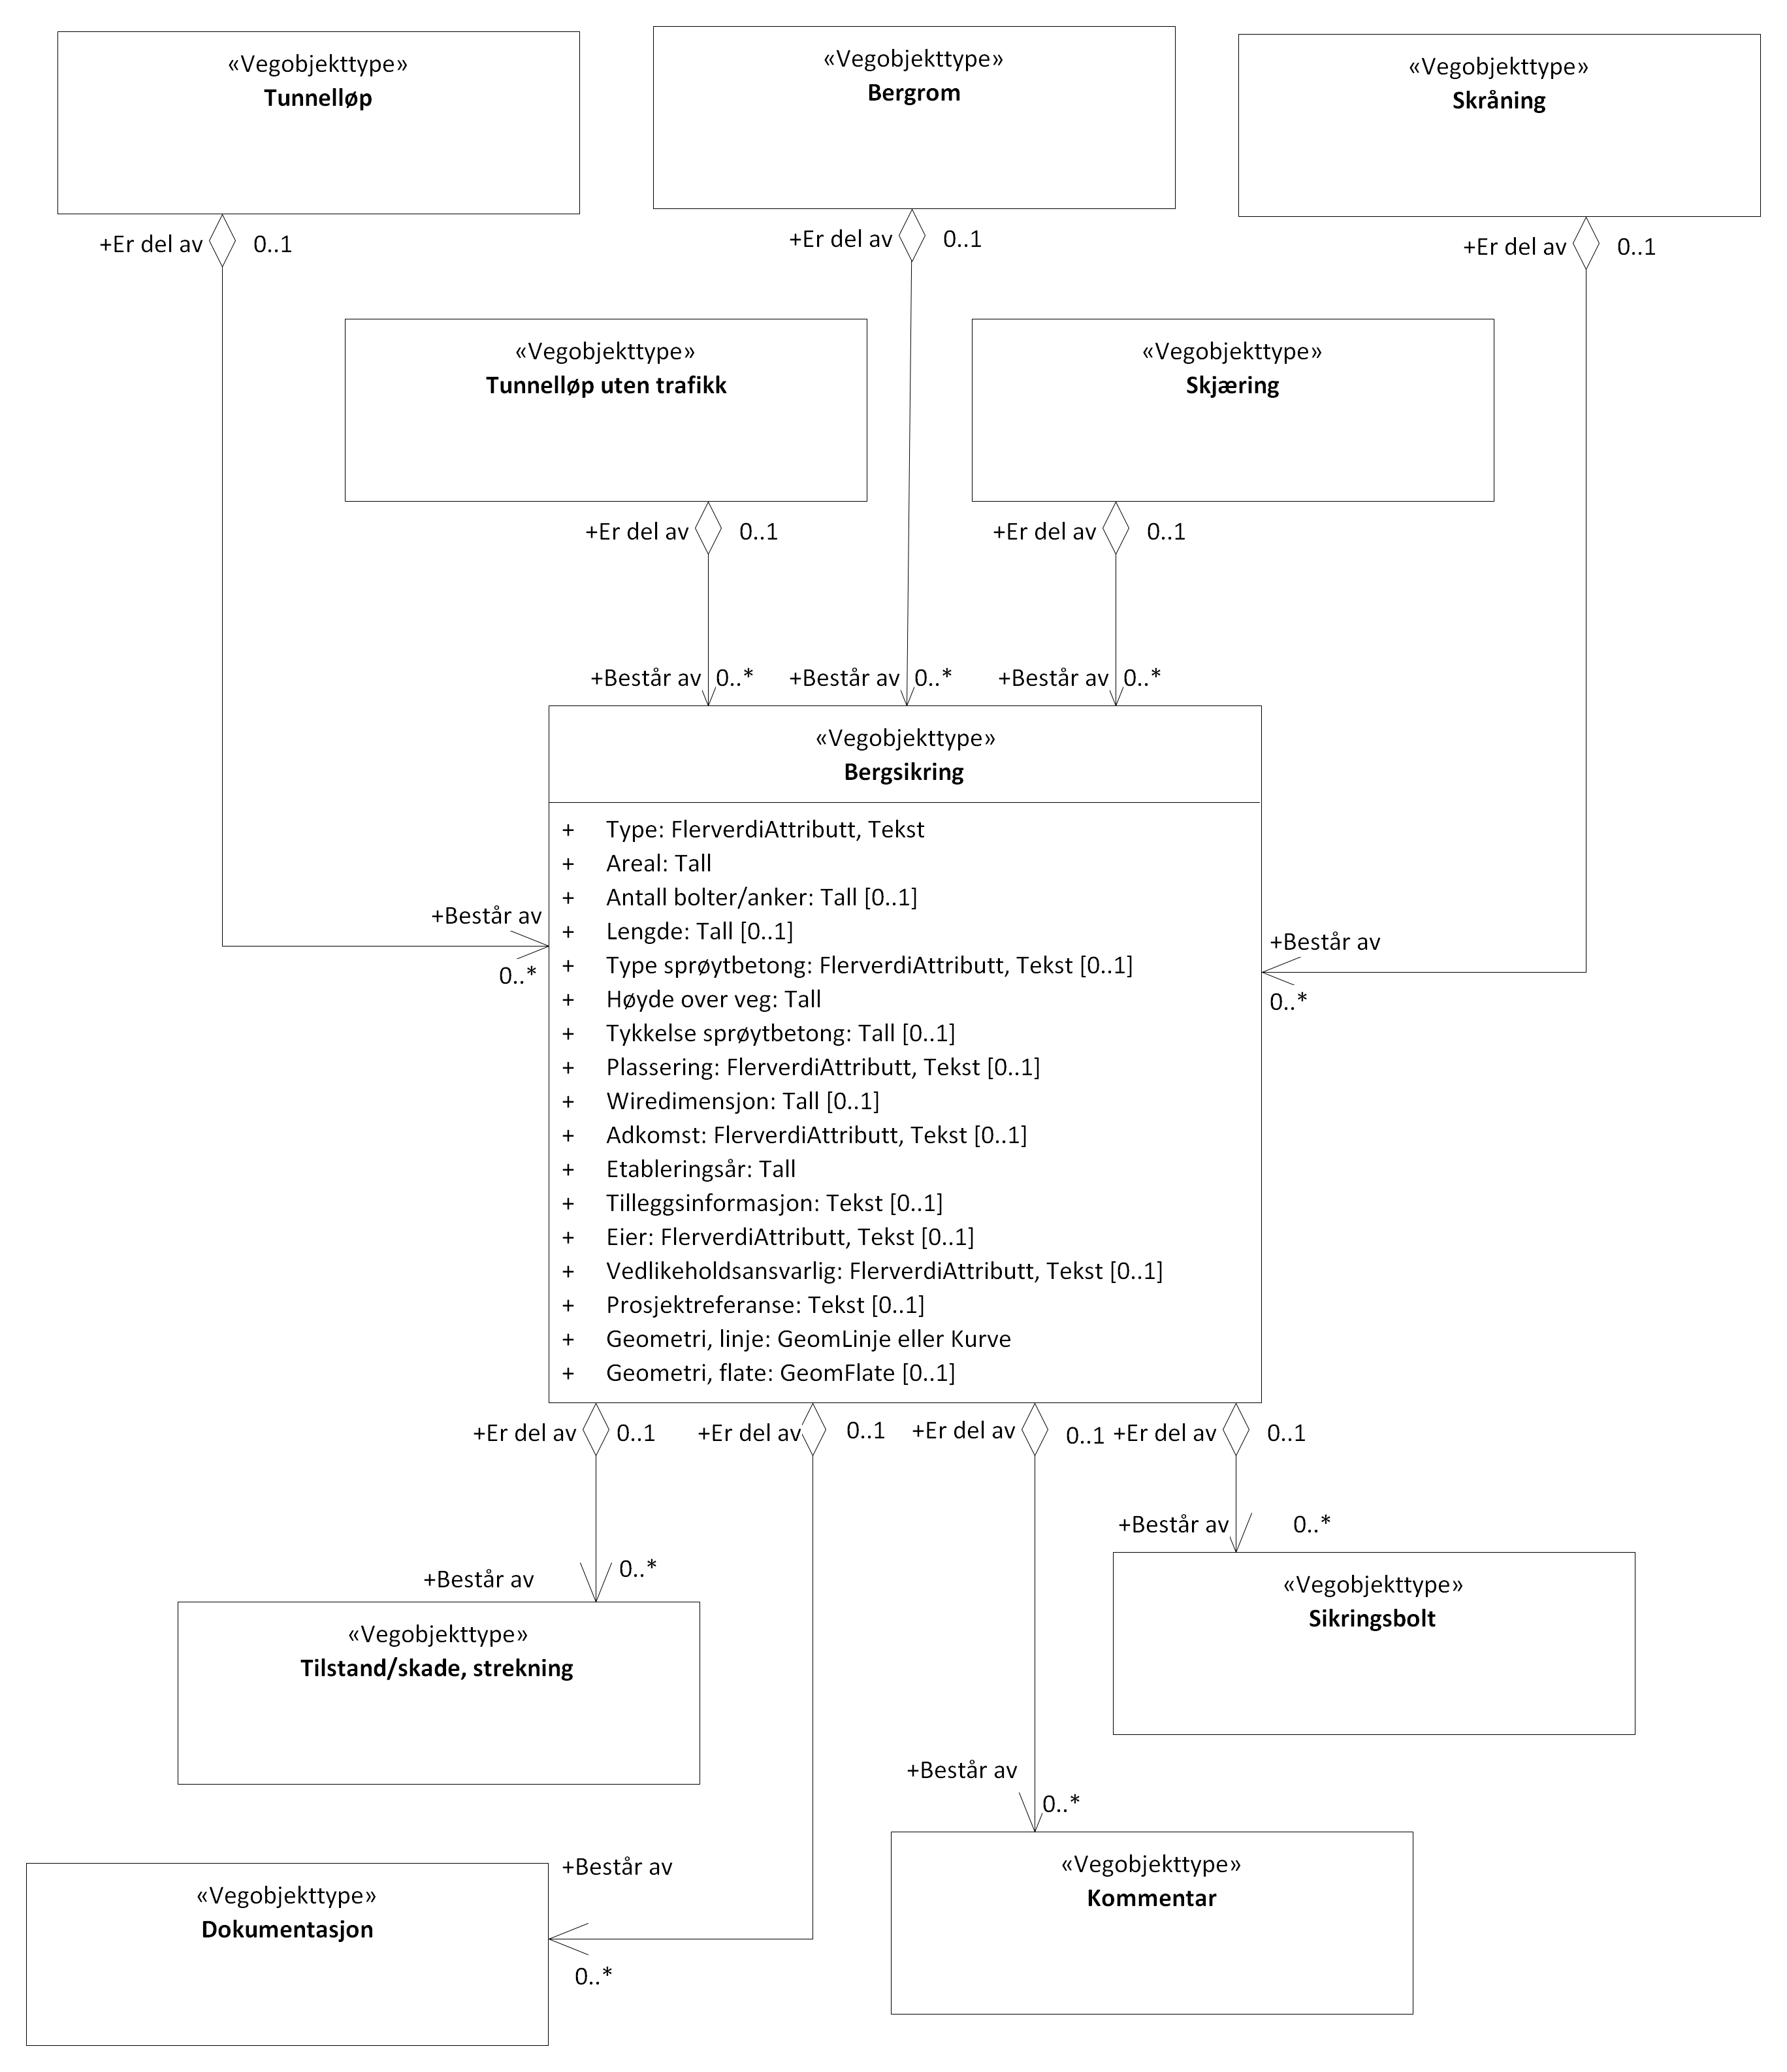 «Vegobjekttype»
Tunnelløp
«Vegobjekttype»
Bergrom
«Vegobjekttype»
Skråning
+Er del av
0..1
+Er del av
0..1
+Er del av
0..1
«Vegobjekttype»
Tunnelløp uten trafikk
«Vegobjekttype»
Skjæring
+Er del av
0..1
+Er del av
0..1
+Består av
0..*
+Består av
0..*
+Består av
0..*
«Vegobjekttype»
Bergsikring
+ Type: FlerverdiAttributt, Tekst
+ Areal: Tall
+ Antall bolter/anker: Tall [0..1]
+ Lengde: Tall [0..1]
+ Type sprøytbetong: FlerverdiAttributt, Tekst [0..1]
+ Høyde over veg: Tall
+ Tykkelse sprøytbetong: Tall [0..1]
+ Plassering: FlerverdiAttributt, Tekst [0..1]
+ Wiredimensjon: Tall [0..1]
+ Adkomst: FlerverdiAttributt, Tekst [0..1]
+ Etableringsår: Tall
+ Tilleggsinformasjon: Tekst [0..1]
+ Eier: FlerverdiAttributt, Tekst [0..1]
+ Vedlikeholdsansvarlig: FlerverdiAttributt, Tekst [0..1]
+ Prosjektreferanse: Tekst [0..1]
+ Geometri, linje: GeomLinje eller Kurve
+ Geometri, flate: GeomFlate [0..1]
+Består av
0..*
+Består av
0..*
+Er del av
0..1
+Er del av
0..1
+Er del av
0..1
+Er del av
0..1
+Består av
0..*
«Vegobjekttype»
Sikringsbolt
+Består av
0..*
«Vegobjekttype»
Tilstand/skade, strekning
+Består av
0..*
«Vegobjekttype»
Kommentar
+Består av
0..*
«Vegobjekttype»
Dokumentasjon